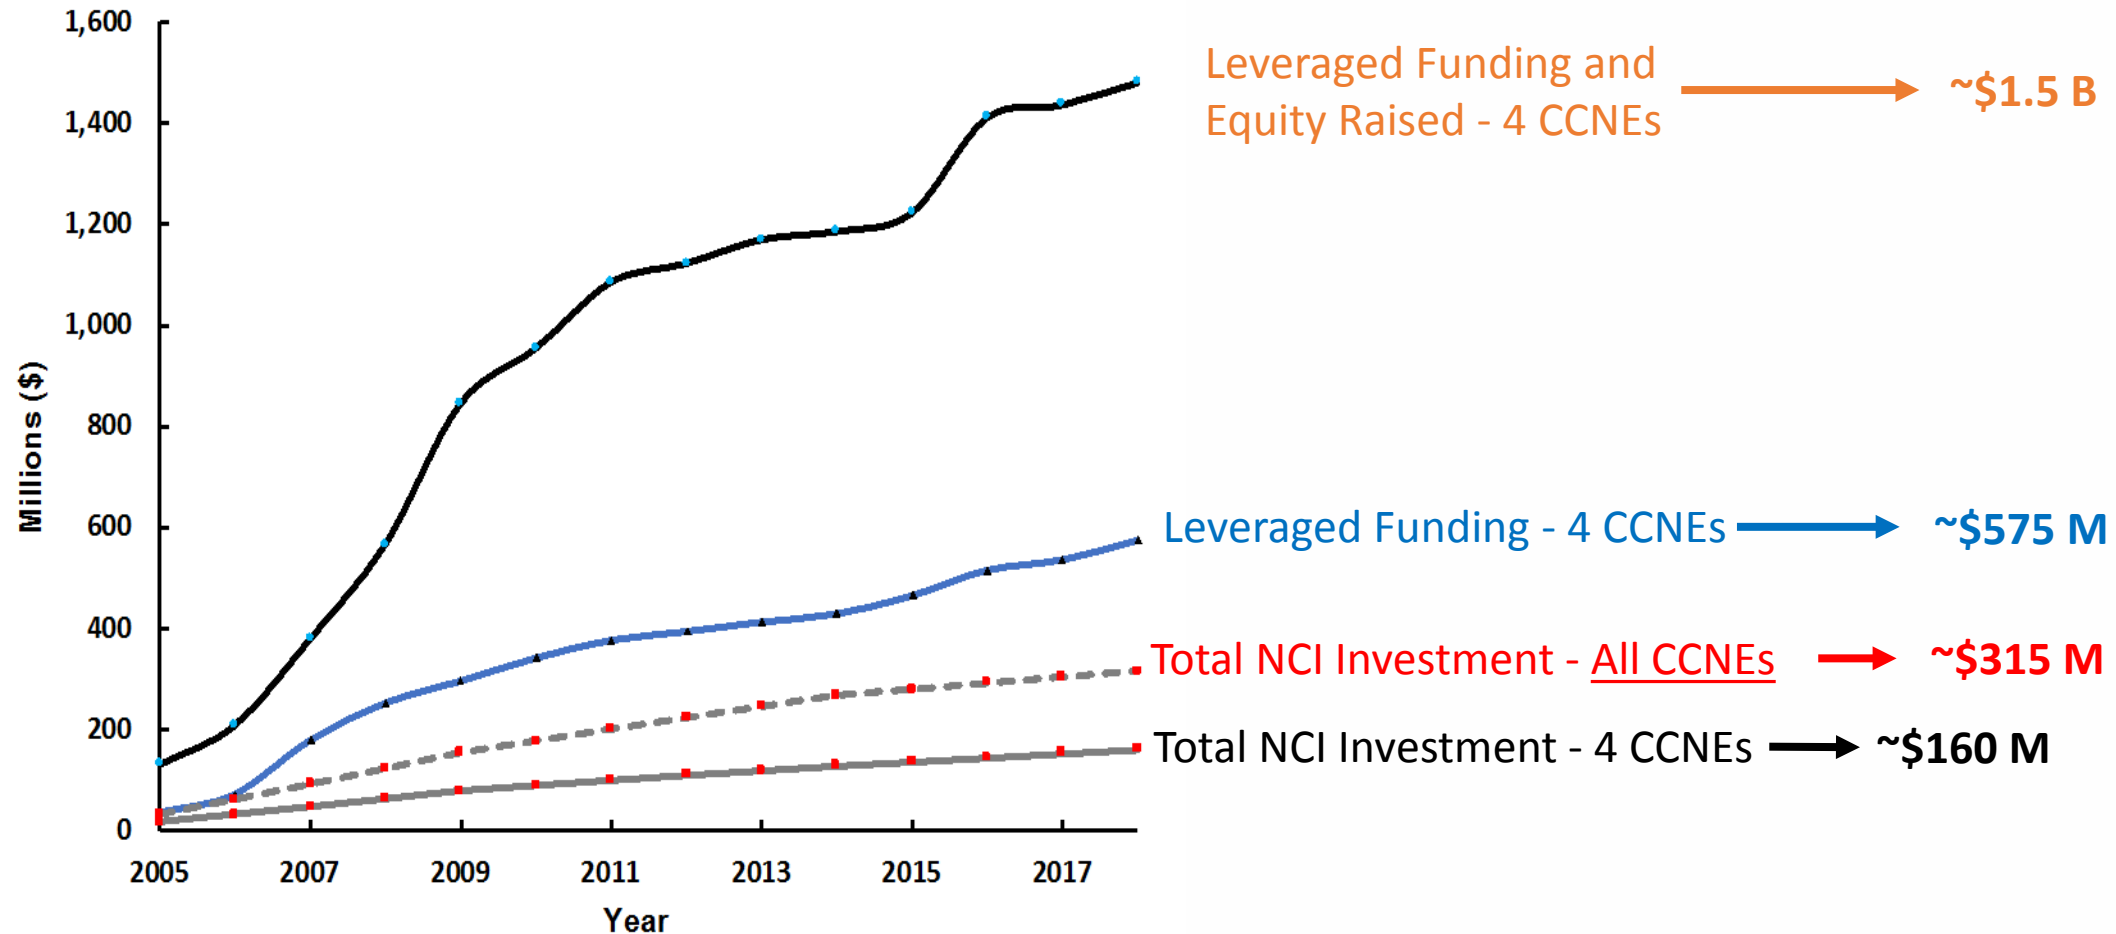 1,600
1,400
1,200
1,000
800
600
400
200
0
Millions ($)
2005 2007 2009 2011 2013 2015 2017
Year
Leveraged Funding and
Equity Raised - 4 CCNEs
~$1.5 B
Leveraged Funding - 4 CCNEs ~$575 M
Total NCI Investment - All CCNEs ~$315 M
Total NCI Investment - 4 CCNEs ~$160 M